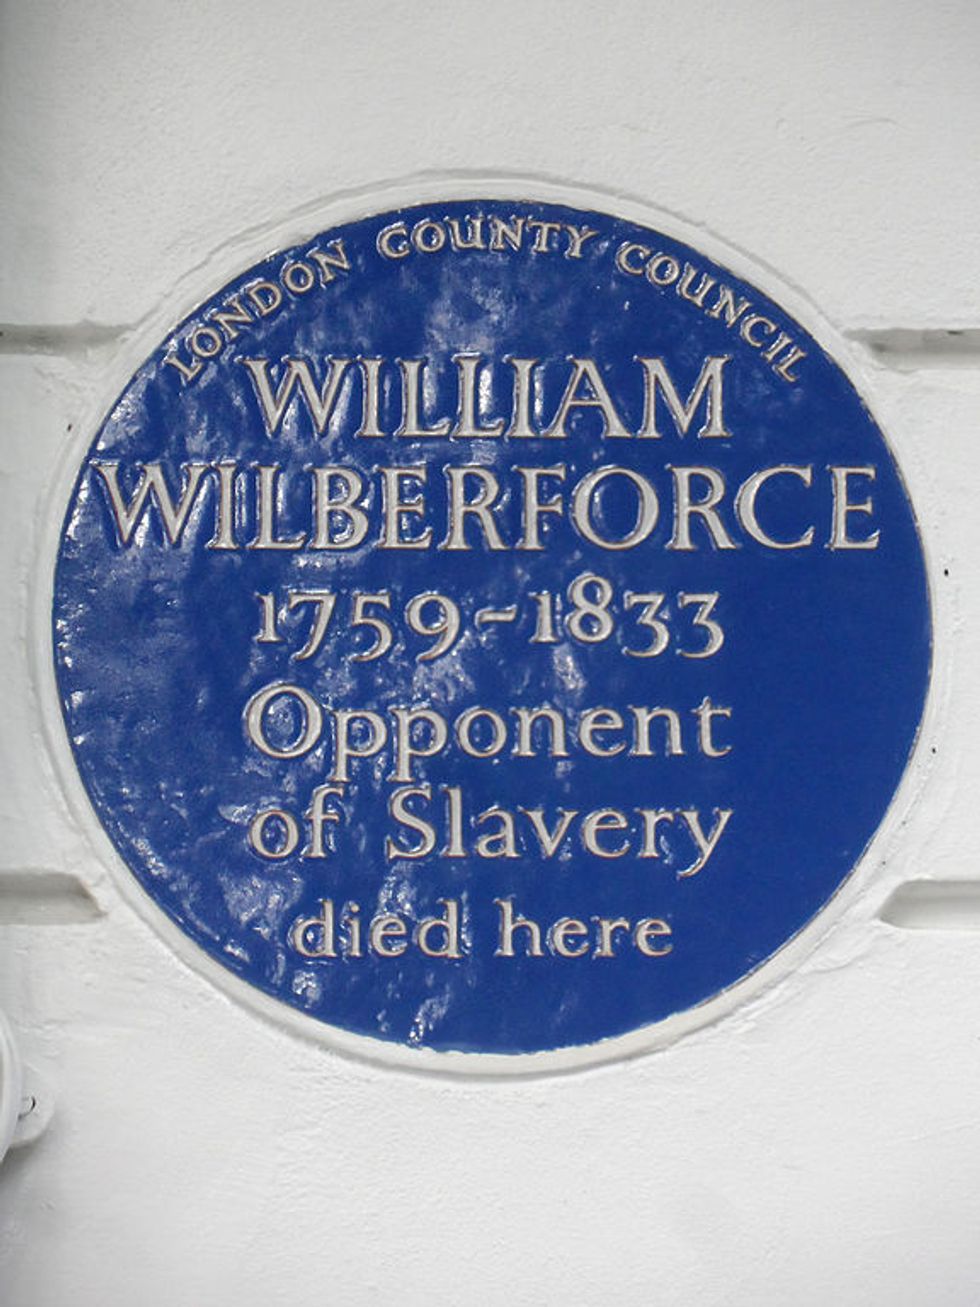 LONDON COUNTY COUNCIL
WILLIAM
WILBERFORCE
1759-1833
Opponent
of Slavery
died here